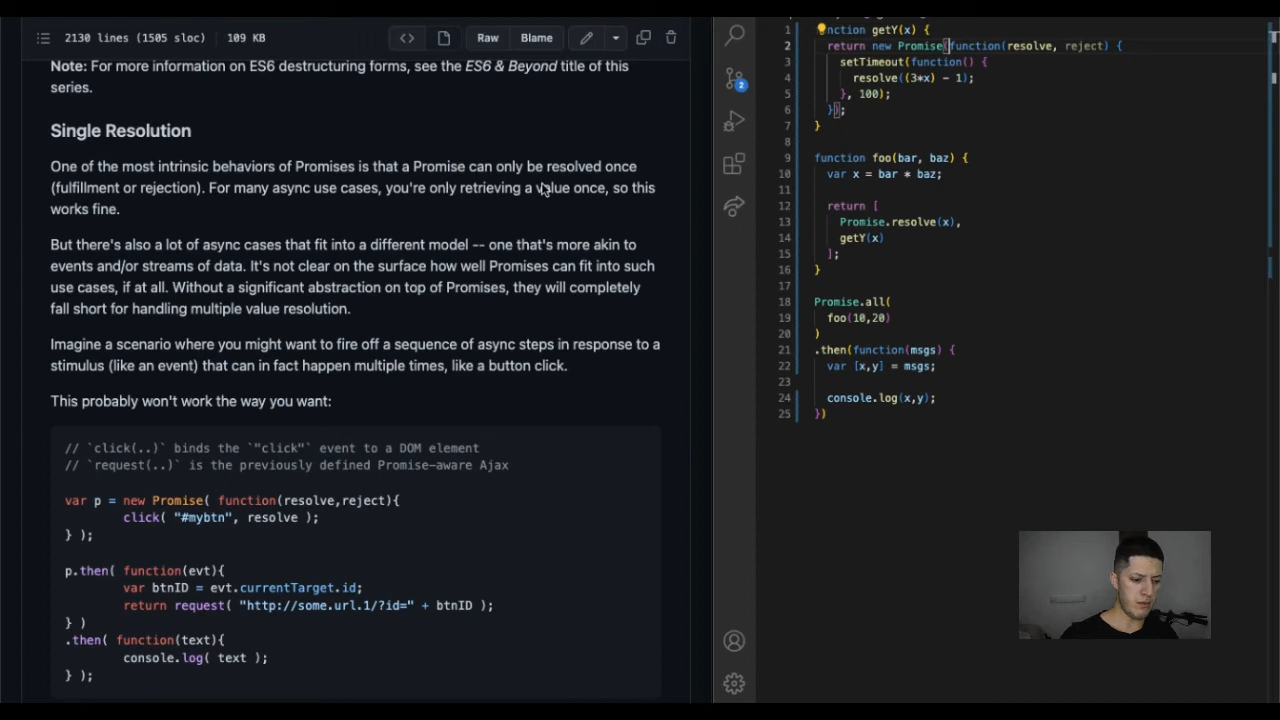 2130 lines (1505 sloc) 109 KB
Raw
Blame
Note: For more information on ES6 destructuring forms, see the ES6 & Beyond title of this
series.
Single Resolution
One of the most intrinsic behaviors of Promises is that a Promise can only be resolved once
(fulfillment or rejection). For many async use cases, you're only retrieving a value once, so this
works fine.
But there's also a lot of async cases that fit into a different model -- one that's more akin to
events and/or streams of data. It's not clear on the surface how well Promises can fit into such
use cases, if at all. Without a significant abstraction on top of Promises, they will completely
fall short for handling multiple value resolution.
Imagine a scenario where you might want to fire off a sequence of async steps in response to a
stimulus (like an event) that can in fact happen multiple times, like a button click.
This probably won't work the way you want:
// `click(..)` binds the `"click"` event to a DOM element
// `request(..)` is the previously defined Promise-aware Ajax
var p = new Promise( function(resolve,reject){
click( "#mybtn", resolve );
} );
p.then( function(evt){
var btnID = evt.currentTarget.id;
return request( "http://some.url.1/?id=" + btnID );
} )
.then( function(text){
console.log( text );
} );
2
1 nction getY(x) {
2 return new Promise(function(resolve, reject) {
3 setTimeout(function() {
4 resolve((3*x) - 1);
5 }, 100);
6 });
7 }
8
9 function foo(bar, baz) {
10 var x = bar * baz;
11
12 return [
13 Promise.resolve(x),
14 getY(x)
15 ];
16 }
17
18 Promise.all(
19 foo(10,20)
20 )
21 .then(function(msgs) {
22 var [x,y] = msgs;
23
24 console.log(x,y);
25 })